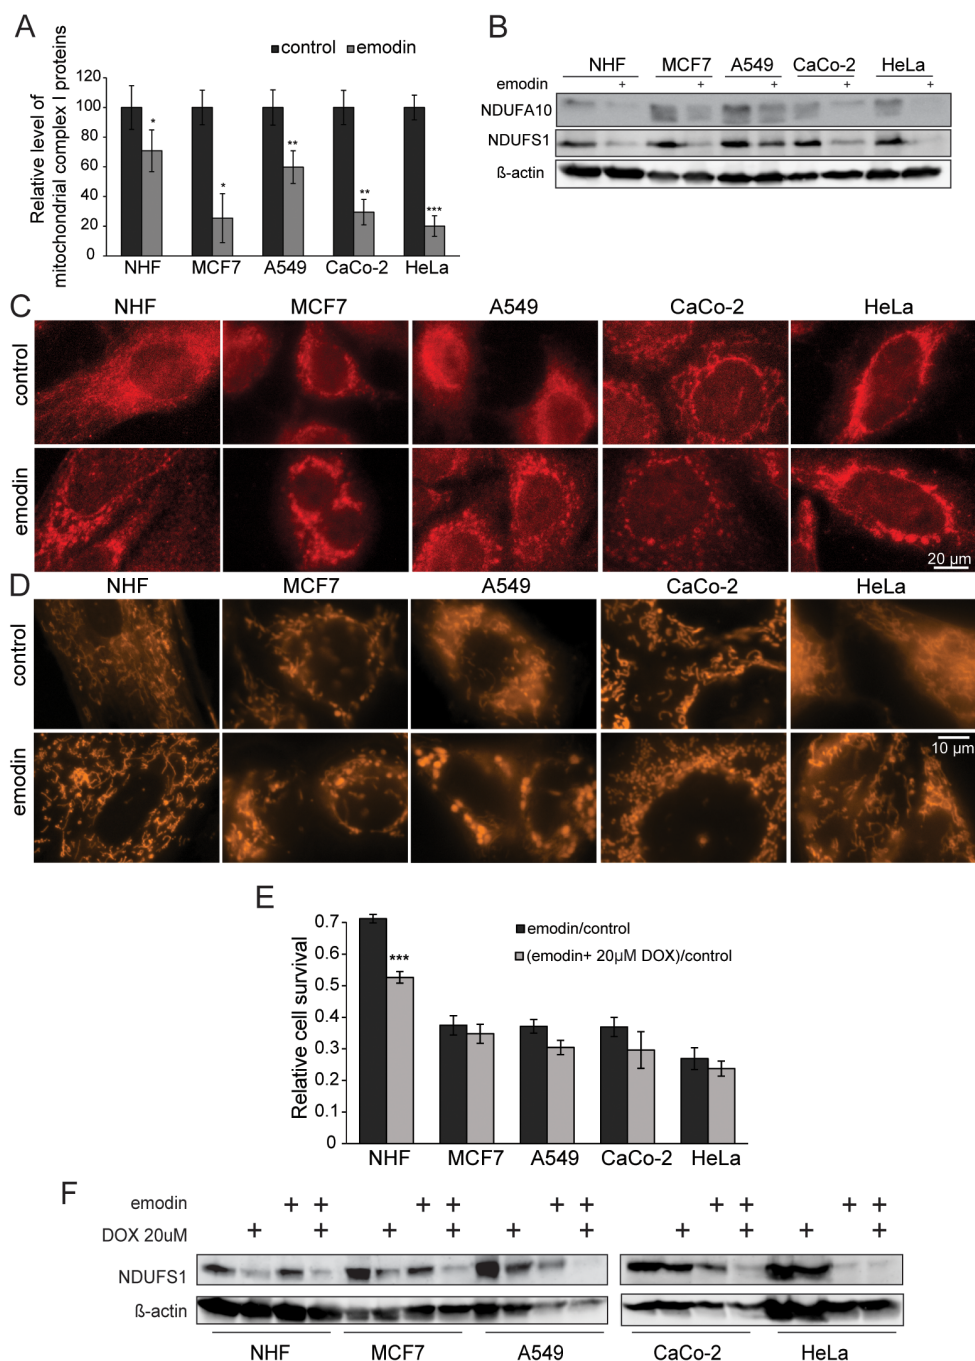 A
control emodin
Relative level of
mitochondrial complex I proteins
120
100
80
60
40
20
0
*
*
**
**
***
NHF MCF7 A549 CaCo-2 HeLa
B
NHF MCF7 A549 CaCo-2 HeLa
emodin + + + + +
NDUFA10
NDUFS1
ß-actin
C
NHF MCF7 A549 CaCo-2 HeLa
control
emodin
20 µm
D
NHF MCF7 A549 CaCo-2 HeLa
control
emodin
10 µm
E
Relative cell survival
0.7
0.6
0.5
0.4
0.3
0.2
0.1
0
***
emodin/control
(emodin+ 20µM DOX)/control
NHF MCF7 A549 CaCo-2 HeLa
F
emodin + + + + + + + + + +
DOX 20uM + + + + + + + + + +
NDUFS1
ß-actin
NHF MCF7 A549 CaCo-2 HeLa